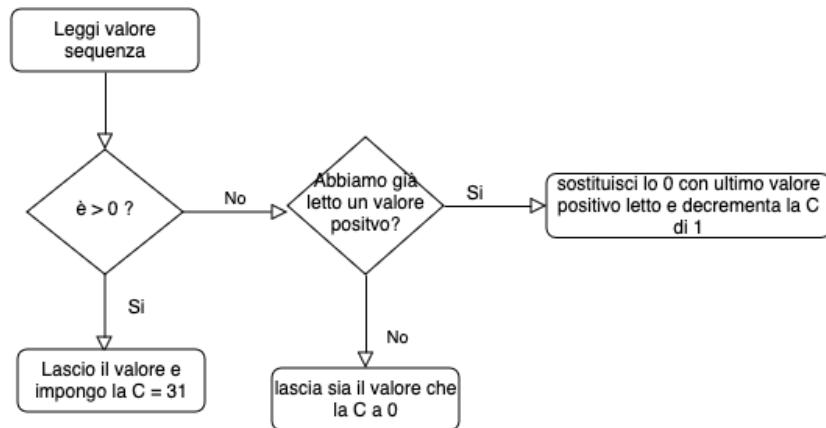 Leggi valore
sequenza
è > 0 ?
No
Abbiamo già
letto un valore
positvo?
Si
sostituisci lo 0 con ultimo valore
positivo letto e decrementa la C
di 1
Si
No
Lascio il valore e
impongo la C = 31
lascia sia il valore che
la C a 0